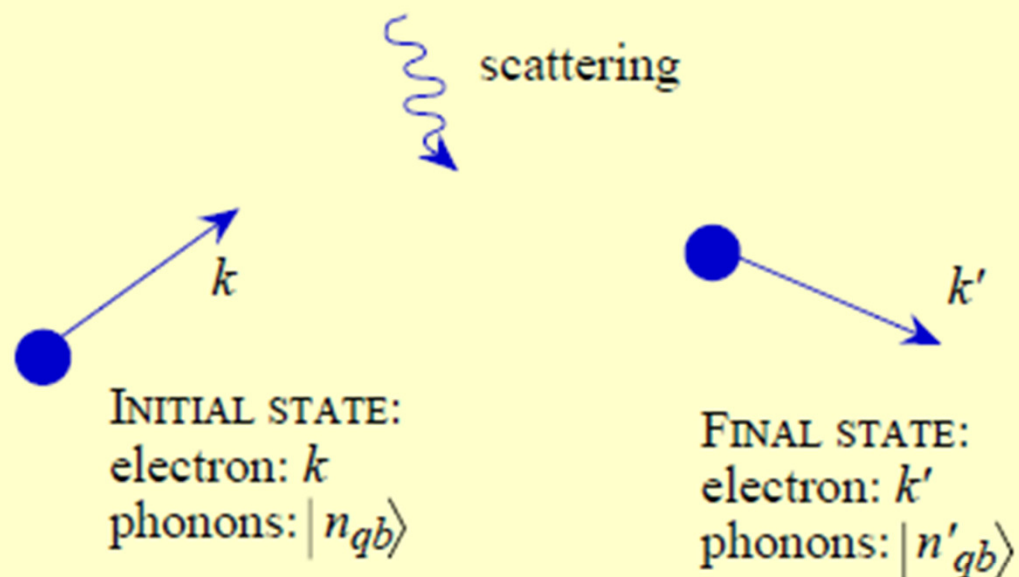 scattering
k
k′
INITIAL STATE:
electron: k
phonons: |n_qb⟩
FINAL STATE:
electron: k′
phonons: |n′_qb⟩